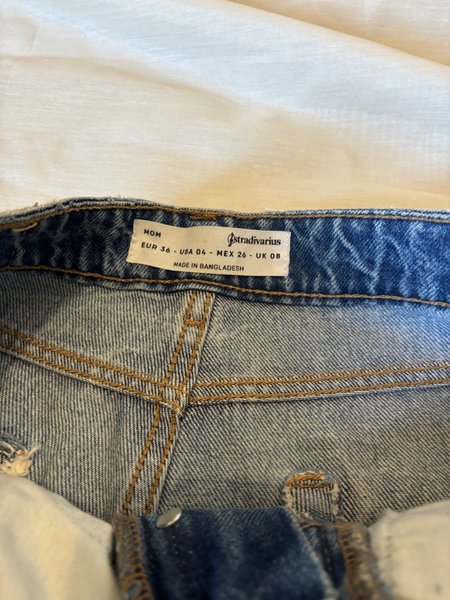 MOM
stradivarius
EUR 36 - USA 04 - MEX 26 - UK 08
MADE IN BANGLADESH